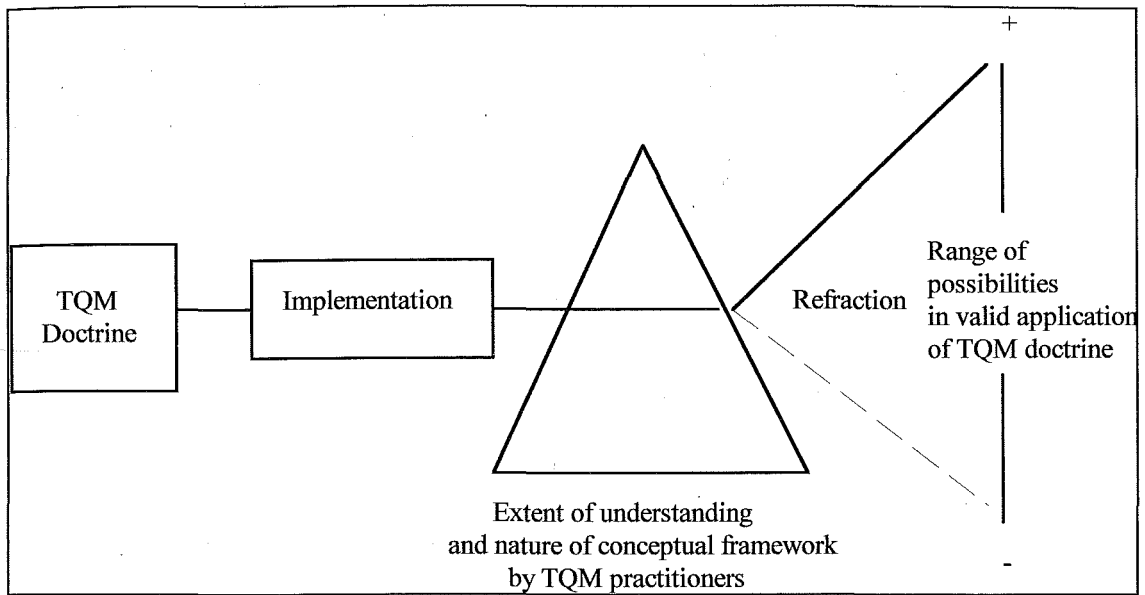 +
TQM
Doctrine
Implementation
Refraction
Range of
possibilities
in valid application
of TQM doctrine
Extent of understanding
and nature of conceptual framework
by TQM practitioners
-